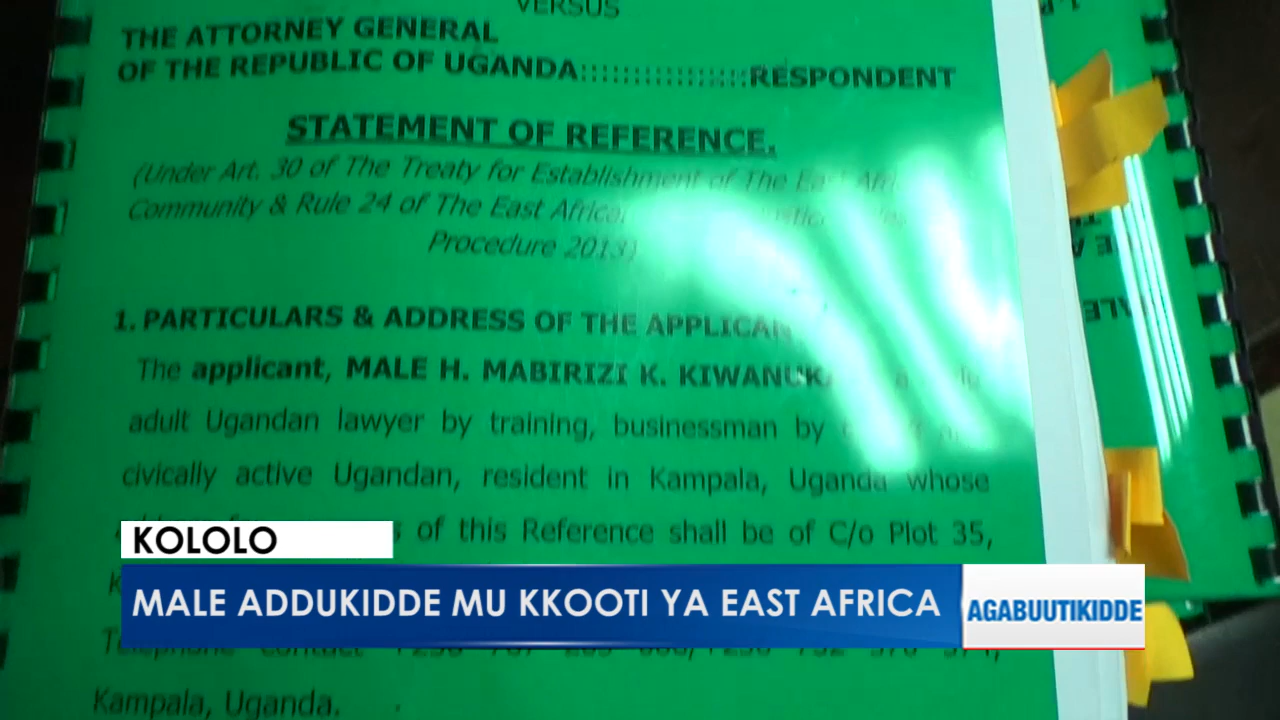 VERSUS
THE ATTORNEY GENERAL
OF THE REPUBLIC OF UGANDA::::::::::::::::RESPONDENT
STATEMENT OF REFERENCE.
(Under Art. 30 of The Treaty for Establishment of The East
Community & Rule 24 of The East
Procedure 2013)
1. PARTICULARS & ADDRESS OF THE
The applicant, MALE H. MABIRIZI K.
adult Ugandan lawyer by training, businessman by
civically active Ugandan, resident in Kampala, Uganda whose
of this Reference shall be of C/o Plot 35,
KOLOLO
MALE ADDUKIDDE MU KKOOTI YA EAST AFRICA
AGABUUTIKIDDE
Kampala, Uganda.